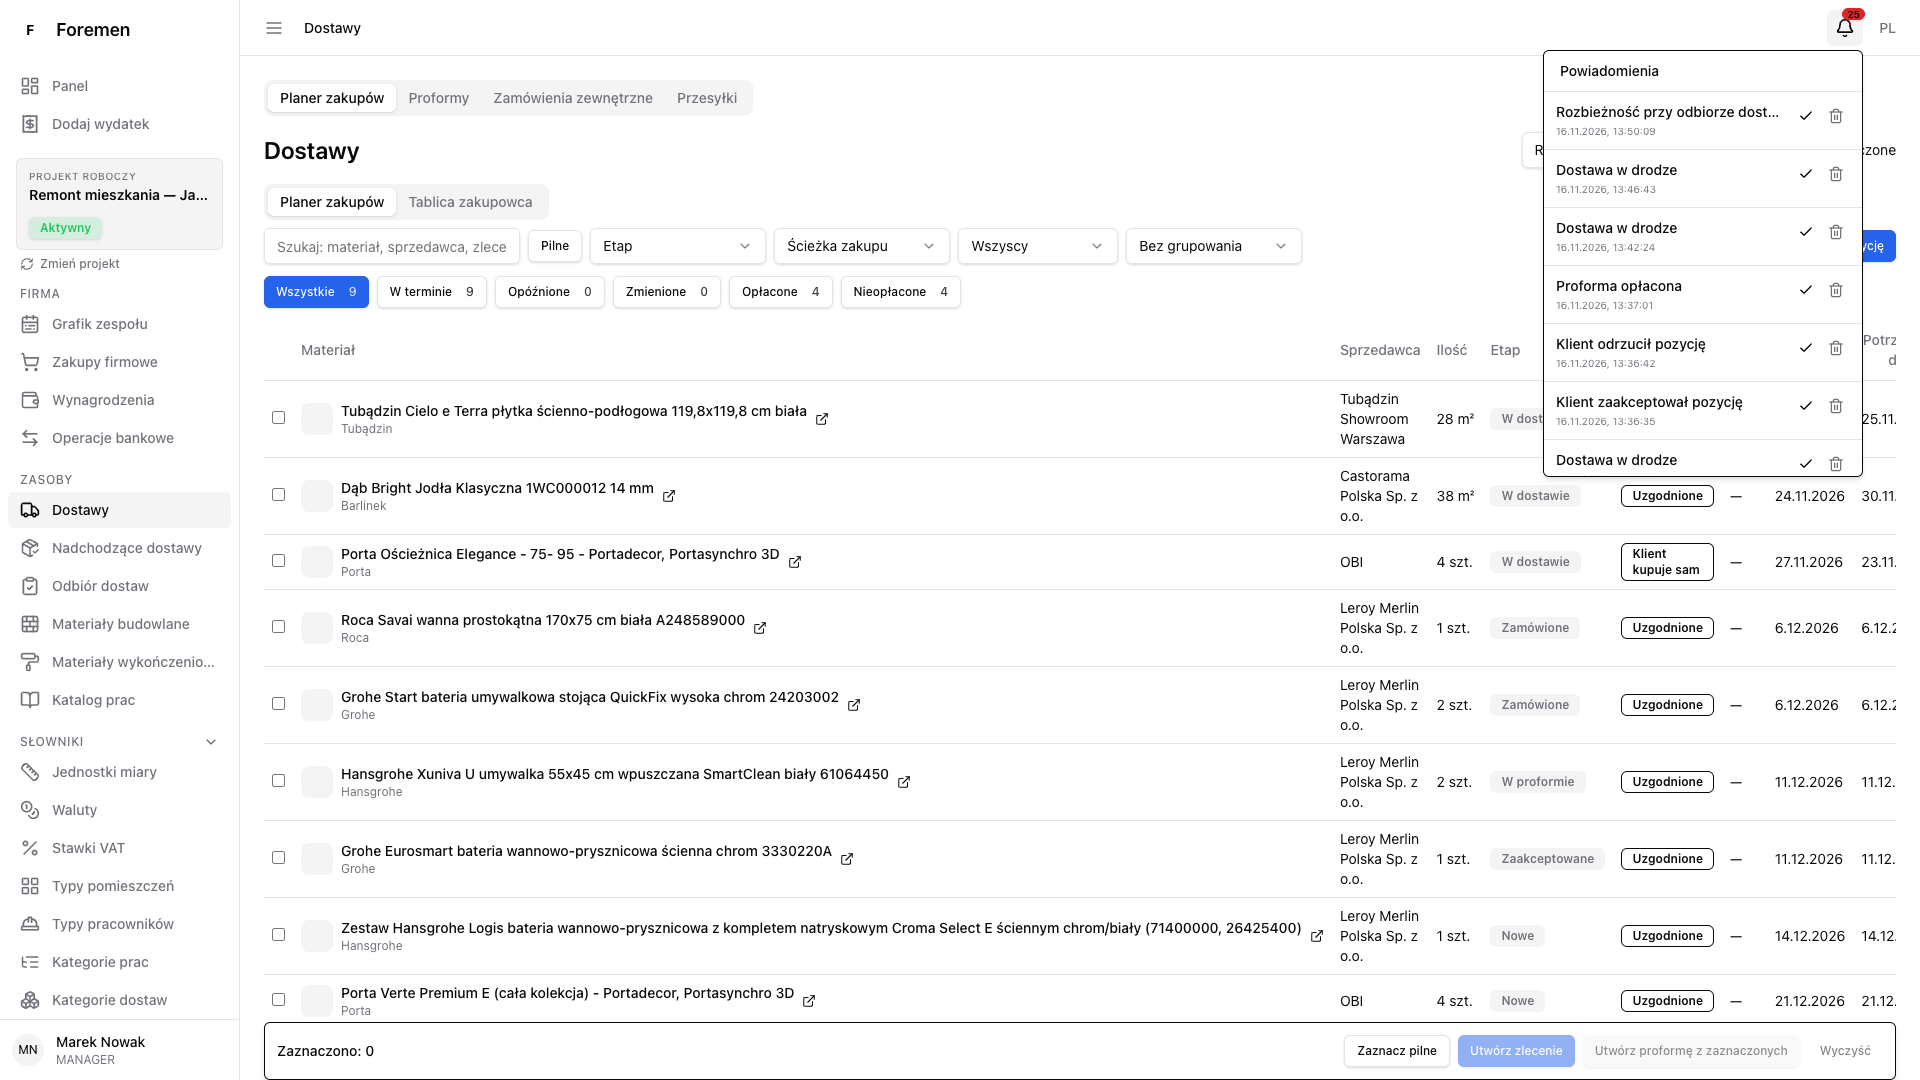 F Foremen
Panel
Dodaj wydatek
PROJEKT ROBOCZY
Remont mieszkania — Ja...
Aktywny
Zmień projekt
FIRMA
Grafik zespołu
Zakupy firmowe
Wynagrodzenia
Operacje bankowe
ZASOBY
Dostawy
Nadchodzące dostawy
Odbiór dostaw
Materiały budowlane
Materiały wykończenio...
Katalog prac
SŁOWNIKI
Jednostki miary
Waluty
Stawki VAT
Typy pomieszczeń
Typy pracowników
Kategorie prac
Kategorie dostaw
MN
Marek Nowak
MANAGER
Dostawy
25
PL
Planer zakupów Proformy Zamówienia zewnętrzne Przesyłki
Dostawy
Planer zakupów Tablica zakupowca
Szukaj: materiał, sprzedawca, zlece Pilne Etap Ścieżka zakupu Wszyscy Bez grupowania
Wszystkie 9 W terminie 9 Opóźnione 0 Zmienione 0 Opłacone 4 Nieopłacone 4
Powiadomienia
Rozbieżność przy odbiorze dost...
16.11.2026, 13:50:09
Dostawa w drodze
16.11.2026, 13:46:43
Dostawa w drodze
16.11.2026, 13:42:24
Proforma opłacona
16.11.2026, 13:37:01
Klient odrzucił pozycję
16.11.2026, 13:36:42
Klient zaakceptował pozycję
16.11.2026, 13:36:35
Dostawa w drodze
Materiał Sprzedawca Ilość Etap
Tubądzin Cielo e Terra płytka ścienno-podłogowa 119,8x119,8 cm biała
Tubądzin
Tubądzin
Showroom
Warszawa
28 m² W dost 25.11.
Dąb Bright Jodła Klasyczna 1WC000012 14 mm
Barlinek
Castorama
Polska Sp. z
o.o.
38 m² W dostawie Uzgodnione — 24.11.2026 30.11.
Porta Ościeżnica Elegance - 75- 95 - Portadecor, Portasynchro 3D
Porta
OBI 4 szt. W dostawie Klient
kupuje sam
— 27.11.2026 23.11.
Roca Savai wanna prostokątna 170x75 cm biała A248589000
Roca
Leroy Merlin
Polska Sp. z
o.o.
1 szt. Zamówione Uzgodnione — 6.12.2026 6.12.2
Grohe Start bateria umywalkowa stojąca QuickFix wysoka chrom 24203002
Grohe
Leroy Merlin
Polska Sp. z
o.o.
2 szt. Zamówione Uzgodnione — 6.12.2026 6.12.2
Hansgrohe Xuniva U umywalka 55x45 cm wpuszczana SmartClean biały 61064450
Hansgrohe
Leroy Merlin
Polska Sp. z
o.o.
2 szt. W proformie Uzgodnione — 11.12.2026 11.12.
Grohe Eurosmart bateria wannowo-prysznicowa ścienna chrom 3330220A
Grohe
Leroy Merlin
Polska Sp. z
o.o.
1 szt. Zaakceptowane Uzgodnione — 11.12.2026 11.12.
Zestaw Hansgrohe Logis bateria wannowo-prysznicowa z kompletem natryskowym Croma Select E ściennym chrom/biały (71400000, 26425400)
Hansgrohe
Leroy Merlin
Polska Sp. z
o.o.
1 szt. Nowe Uzgodnione — 14.12.2026 14.12.
Porta Verte Premium E (cała kolekcja) - Portadecor, Portasynchro 3D
Porta
OBI 4 szt. Nowe Uzgodnione — 21.12.2026 21.12.
Zaznaczono: 0 Zaznacz pilne Utwórz zlecenie Utwórz proformę z zaznaczonych Wyczyść